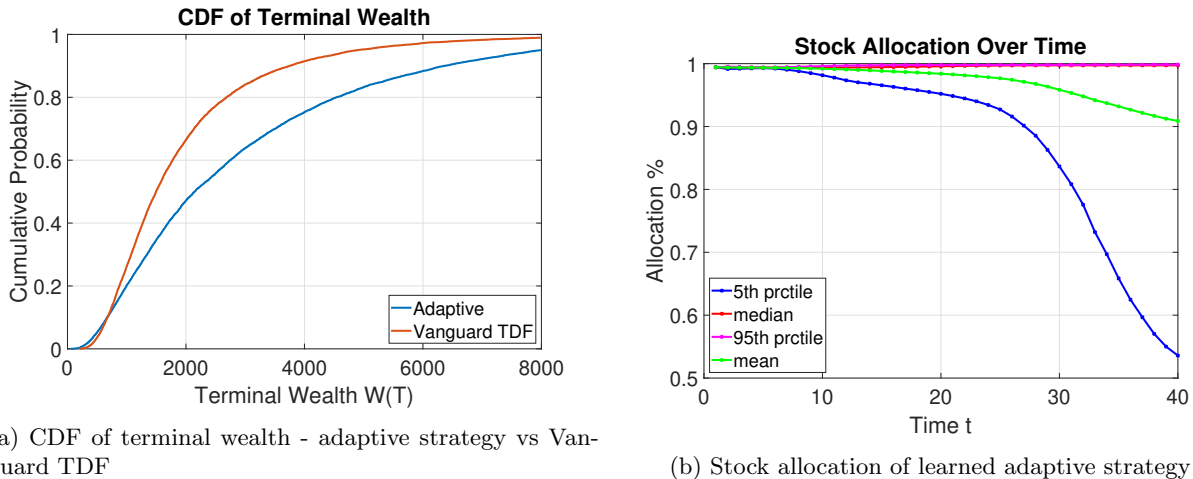 CDF of Terminal Wealth
1
0.8
0.6
0.4
0.2
0
Cumulative Probability
Adaptive
Vanguard TDF
0 2000 4000 6000 8000
Terminal Wealth W(T)
a) CDF of terminal wealth - adaptive strategy vs Van-
guard TDF
Stock Allocation Over Time
1
0.9
0.8
0.7
0.6
0.5
Allocation %
5th prctile
median
95th prctile
mean
0 10 20 30 40
Time t
(b) Stock allocation of learned adaptive strategy